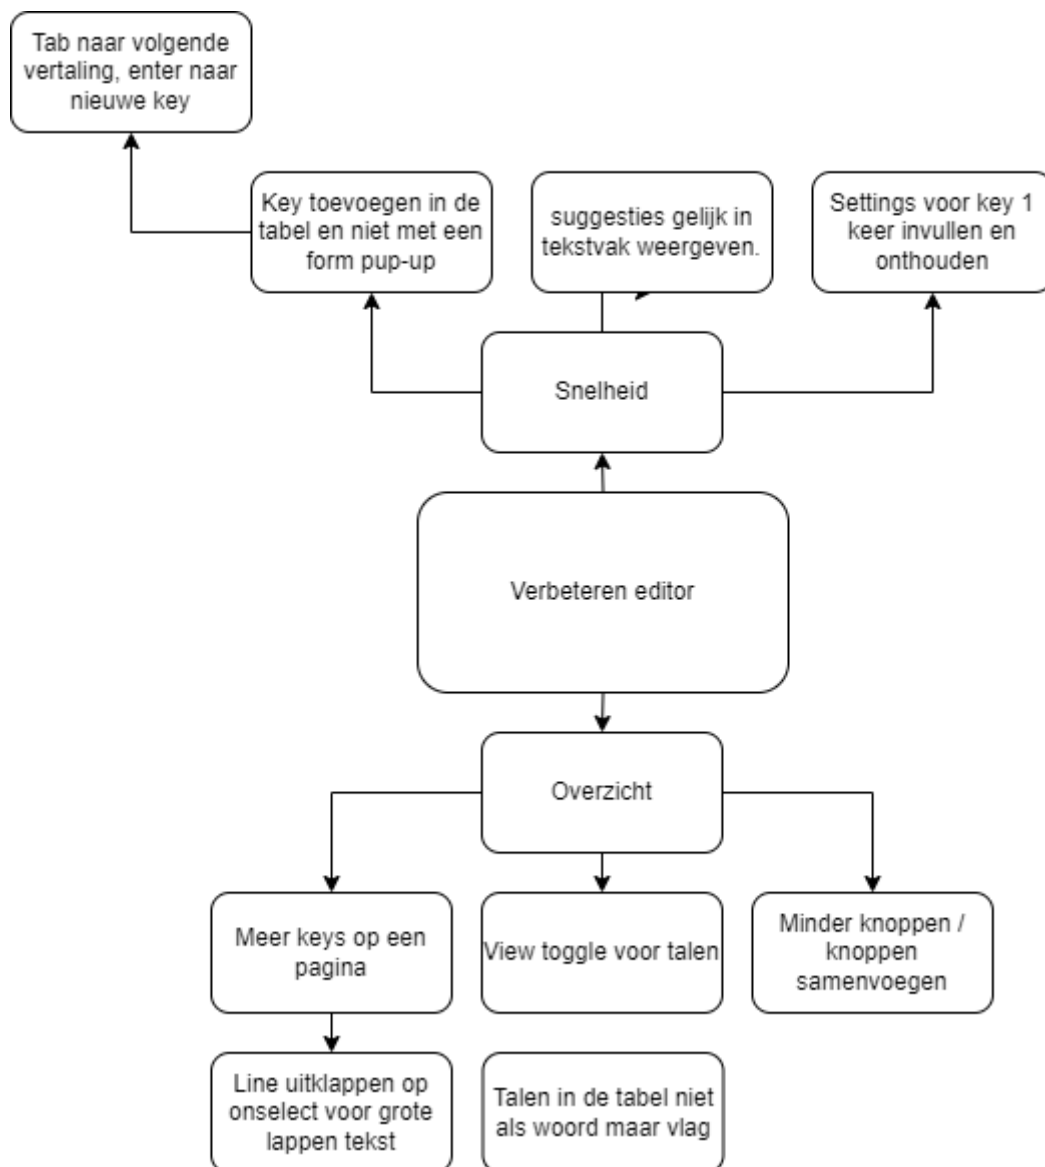 Tab naar volgende
vertaling, enter naar
nieuwe key
Key toevoegen in de
tabel en niet met een
form pup-up
suggesties gelijk in
tekstvak weergeven.
Settings voor key 1
keer invullen en
onthouden
Snelheid
Verbeteren editor
Overzicht
Meer keys op een
pagina
View toggle voor talen
Minder knoppen /
knoppen
samenvoegen
Line uitklappen op
onselect voor grote
lappen tekst
Talen in de tabel niet
als woord maar vlag